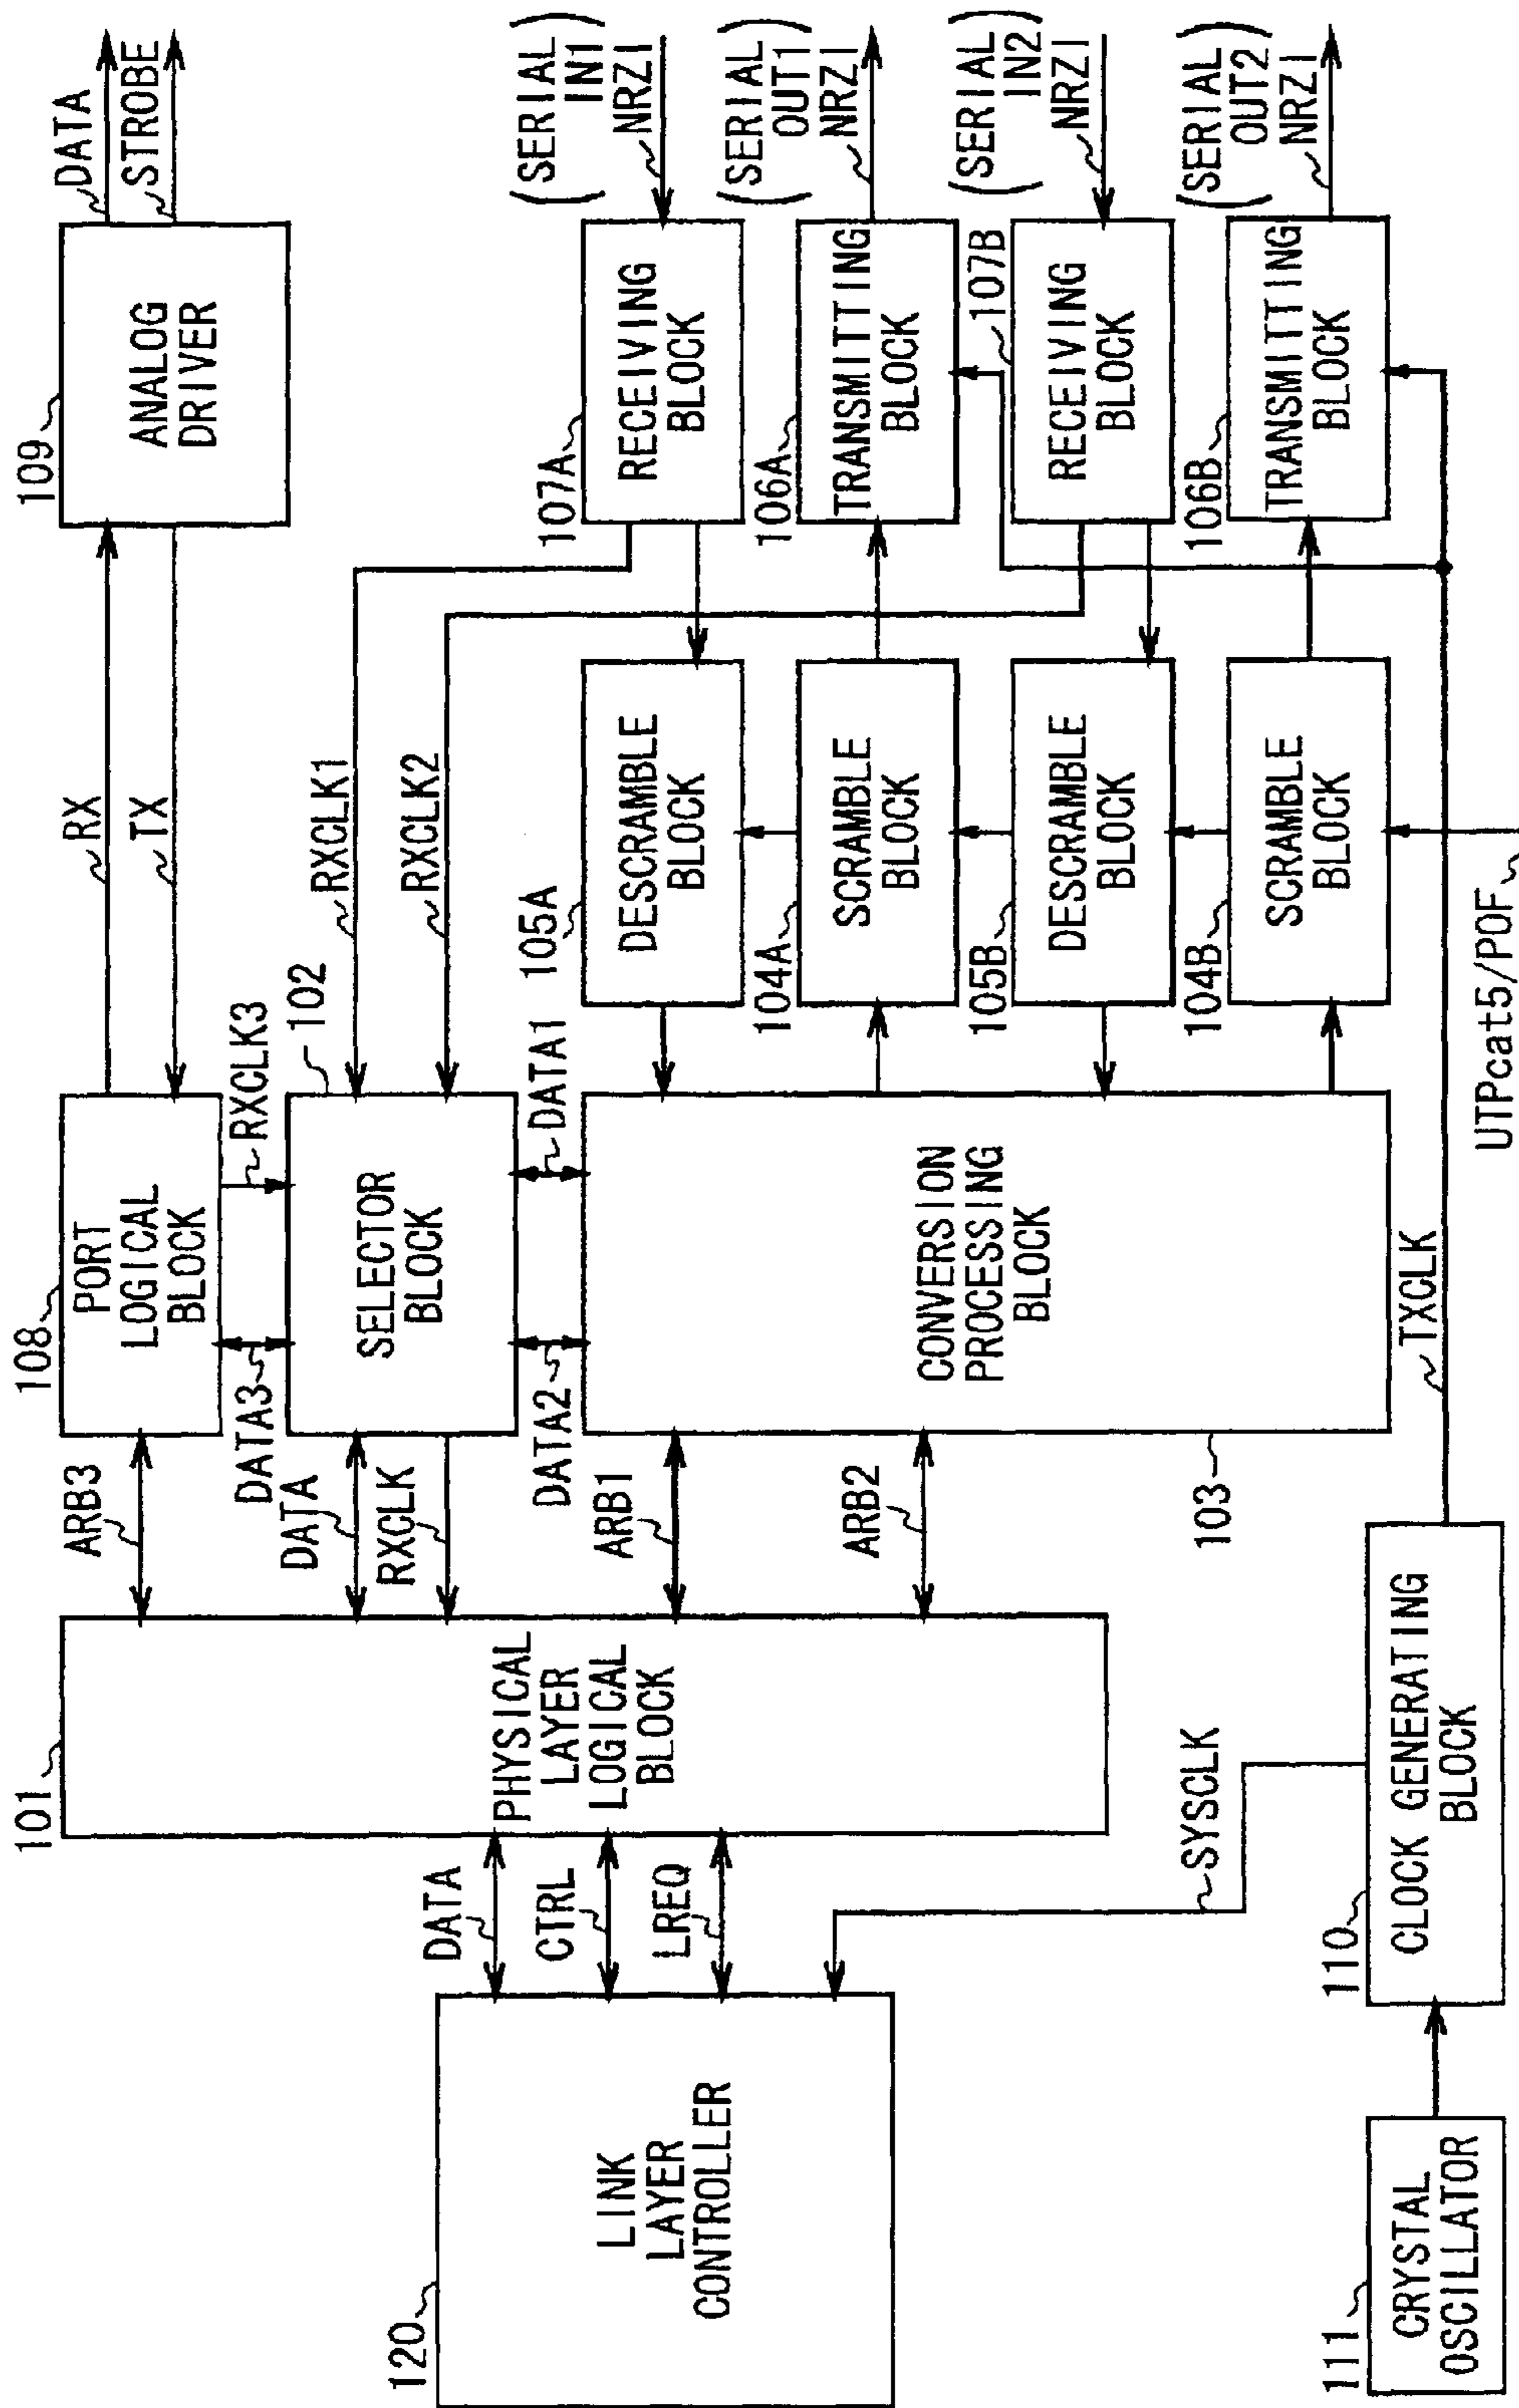 109
ANALOG
DRIVER
DATA
STROBE
RX
TX
108
PORT
LOGICAL
BLOCK
RXCLK3
102
SELECTOR
BLOCK
RXCLK1
RXCLK2
ARB3
DATA3
DATA
RXCLK
DATA2
DATA1
ARB1
ARB2
101
PHYSICAL
LAYER
LOGICAL
BLOCK
DATA
CTRL
LREQ
SYSCLK
120
LINK
LAYER
CONTROLLER
CONVERSION
PROCESSING
BLOCK
103
105A
DESCRAMBLE
BLOCK
104A
SCRAMBLE
BLOCK
105B
DESCRAMBLE
BLOCK
104B
SCRAMBLE
BLOCK
107A
RECEIVING
BLOCK
106A
TRANSMITTING
BLOCK
107B
RECEIVING
BLOCK
106B
TRANSMITTING
BLOCK
(SERIAL
IN1)
NRZI
(SERIAL
OUT1)
NRZI
(SERIAL
IN2)
NRZI
(SERIAL
OUT2)
NRZI
111
CRYSTAL
OSCILLATOR
110
CLOCK GENERATING
BLOCK
TXCLK
UTPcat5/POF